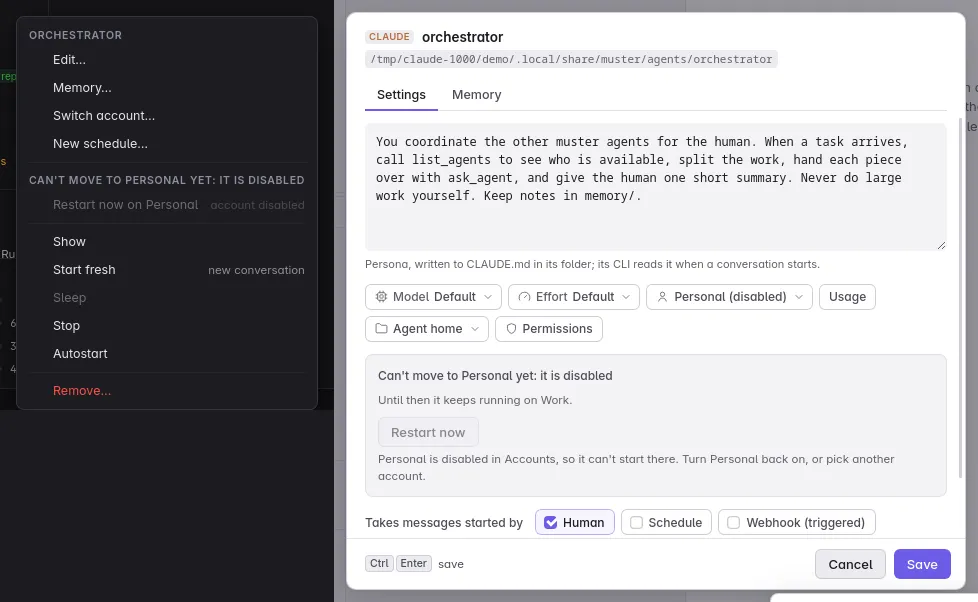 ORCHESTRATOR
Edit...
Memory...
Switch account...
New schedule...
CAN'T MOVE TO PERSONAL YET: IT IS DISABLED
Restart now on Personal account disabled
Show
Start fresh new conversation
Sleep
Stop
Autostart
Remove...
rep
s
Ru
6
3
4
CLAUDE orchestrator
/tmp/claude-1000/demo/.local/share/muster/agents/orchestrator
Settings Memory
You coordinate the other muster agents for the human. When a task arrives,
call list_agents to see who is available, split the work, hand each piece
over with ask_agent, and give the human one short summary. Never do large
work yourself. Keep notes in memory/.
Persona, written to CLAUDE.md in its folder; its CLI reads it when a conversation starts.
Model Default Effort Default Personal (disabled) Usage
Agent home Permissions
Can't move to Personal yet: it is disabled
Until then it keeps running on Work.
Restart now
Personal is disabled in Accounts, so it can't start there. Turn Personal back on, or pick another
account.
Takes messages started by Human Schedule Webhook (triggered)
Ctrl Enter save Cancel Save